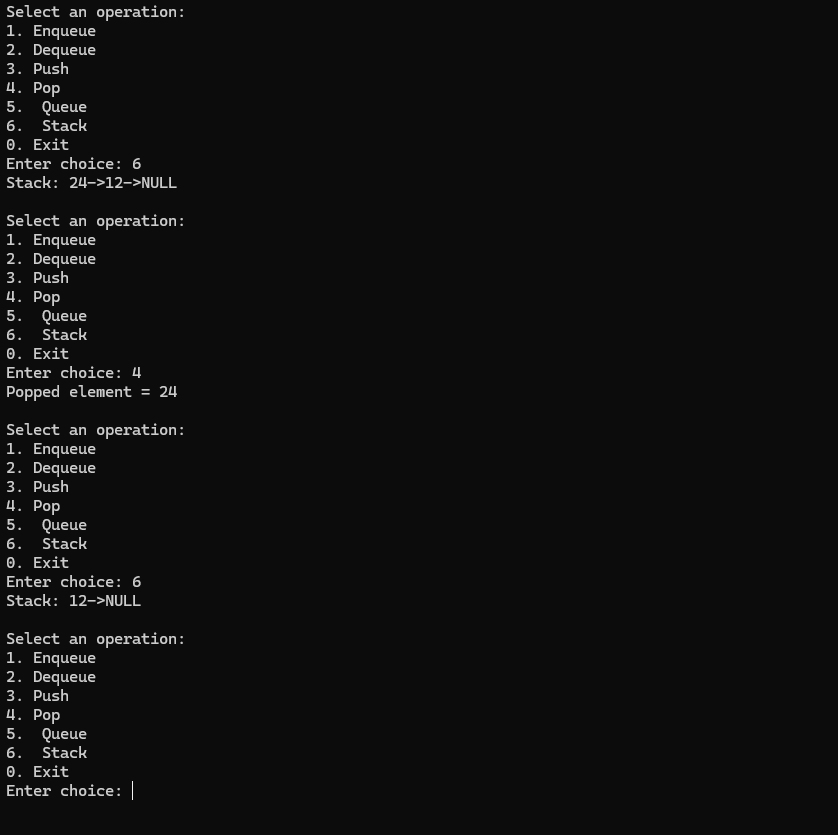 Select an operation:
1. Enqueue
2. Dequeue
3. Push
4. Pop
5.  Queue
6.  Stack
0. Exit
Enter choice: 6
Stack: 24->12->NULL

Select an operation:
1. Enqueue
2. Dequeue
3. Push
4. Pop
5.  Queue
6.  Stack
0. Exit
Enter choice: 4
Popped element = 24

Select an operation:
1. Enqueue
2. Dequeue
3. Push
4. Pop
5.  Queue
6.  Stack
0. Exit
Enter choice: 6
Stack: 12->NULL

Select an operation:
1. Enqueue
2. Dequeue
3. Push
4. Pop
5.  Queue
6.  Stack
0. Exit
Enter choice: